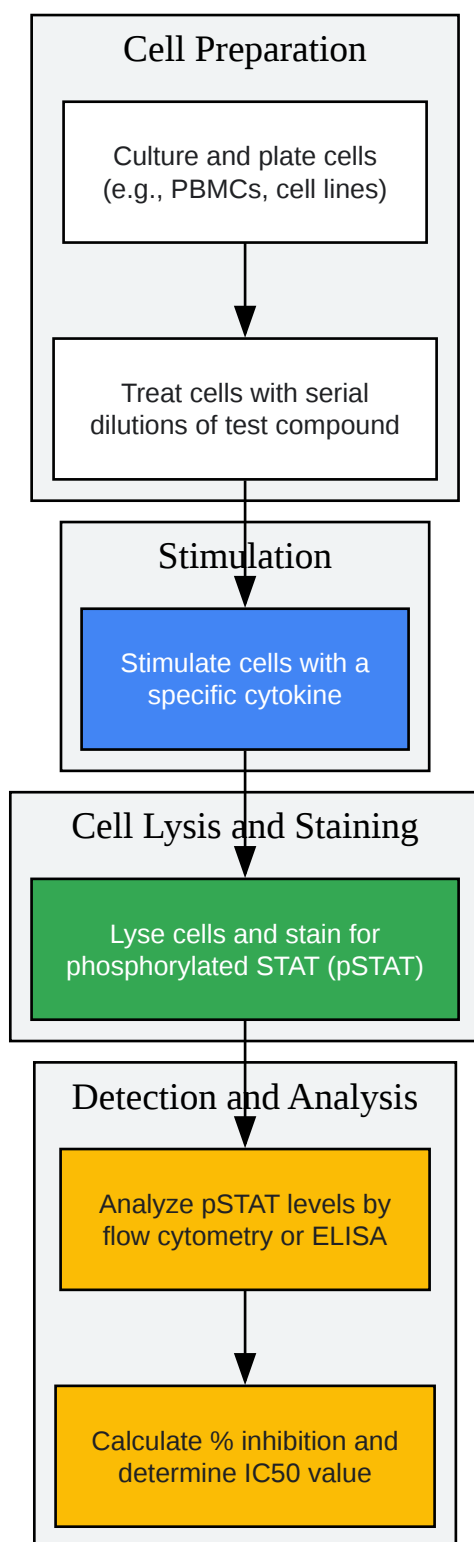 Cell Preparation
Culture and plate cells
(e.g., PBMCs, cell lines)
Treat cells with serial
dilutions of test compound
Stimulation
Stimulate cells with a
specific cytokine
Cell Lysis and Staining
Lyse cells and stain for
phosphorylated STAT (pSTAT)
Detection and Analysis
Analyze pSTAT levels by
flow cytometry or ELISA
Calculate % inhibition and
determine IC50 value